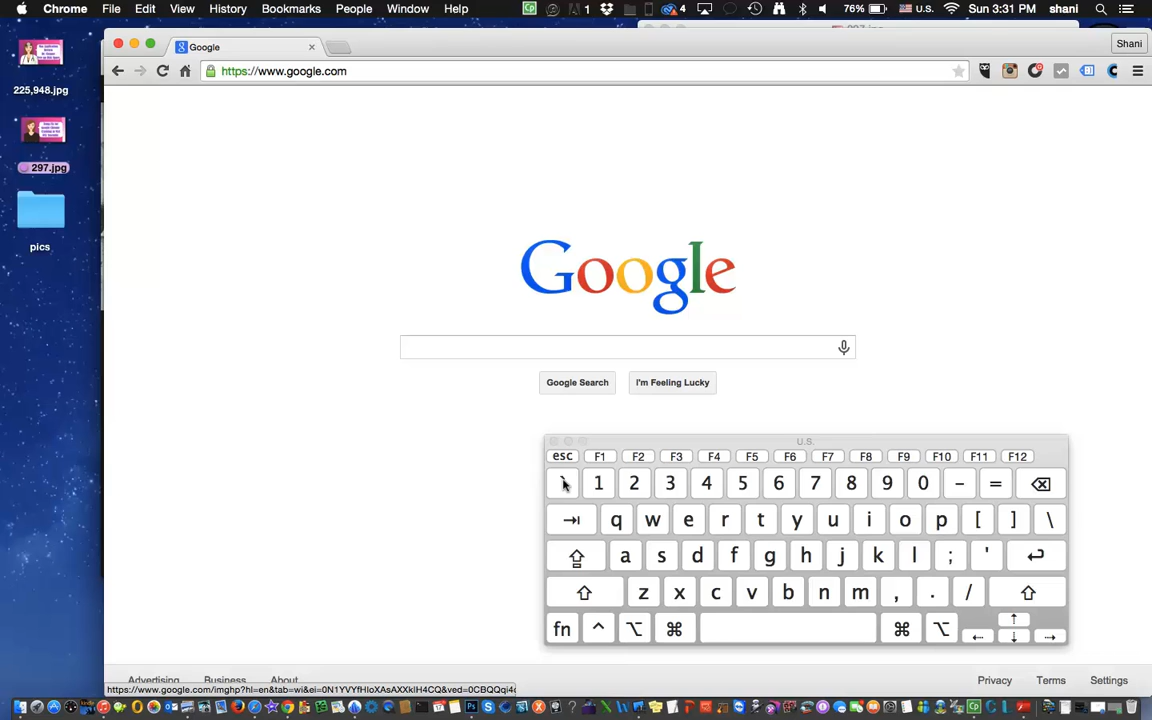 Chrome File Edit View History Bookmarks People Window Help 1 4 76% U.S. Sun 3:31 PM shani
Google Shani
https://www.google.com
225,948.jpg
297.jpg
pics
Google
Google Search I'm Feeling Lucky
U.S.
esc F1 F2 F3 F4 F5 F6 F7 F8 F9 F10 F11 F12
` 1 2 3 4 5 6 7 8 9 0 - =
q w e r t y u i o p [ ] \
a s d f g h j k l ; '
z x c v b n m , . /
fn ^
Advertising Business About Privacy Terms Settings